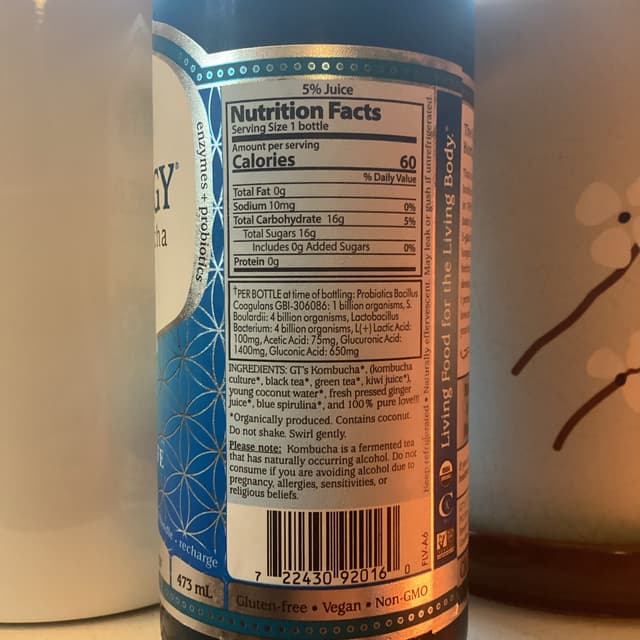 5% Juice
Nutrition Facts
Serving Size 1 bottle
Amount per serving
Calories 60
% Daily Value
Total Fat 0g
Sodium 10mg 0%
Total Carbohydrate 16g 5%
Total Sugars 16g
Includes 0g Added Sugars 0%
Protein 0g
†PER BOTTLE at time of bottling: Probiotics Bacillus
Coagulans GBI-306086: 1 billion organisms, S.
Boulardii: 4 billion organisms, Lactobacillus
Bacterium: 4 billion organisms, L(+) Lactic Acid:
100mg, Acetic Acid: 75mg, Glucuronic Acid:
1400mg, Gluconic Acid: 650mg
INGREDIENTS: GT's Kombucha*, (kombucha
culture*, black tea*, green tea*, kiwi juice*),
young coconut water*, fresh pressed ginger
juice*, blue spirulina*, and 100% pure love!!!
*Organically produced. Contains coconut.
Do not shake. Swirl gently.
Please note: Kombucha is a fermented tea
that has naturally occurring alcohol. Do not
consume if you are avoiding alcohol due to
pregnancy, allergies, sensitivities, or
religious beliefs.
7 22430 92016 0
FLV-A6
473 mL
Gluten-free • Vegan • Non-GMO
enzymes + probiotics
recharge
Keep refrigerated • Naturally effervescent. May leak or gush if unrefrigerated.
Living Food for the Living Body.